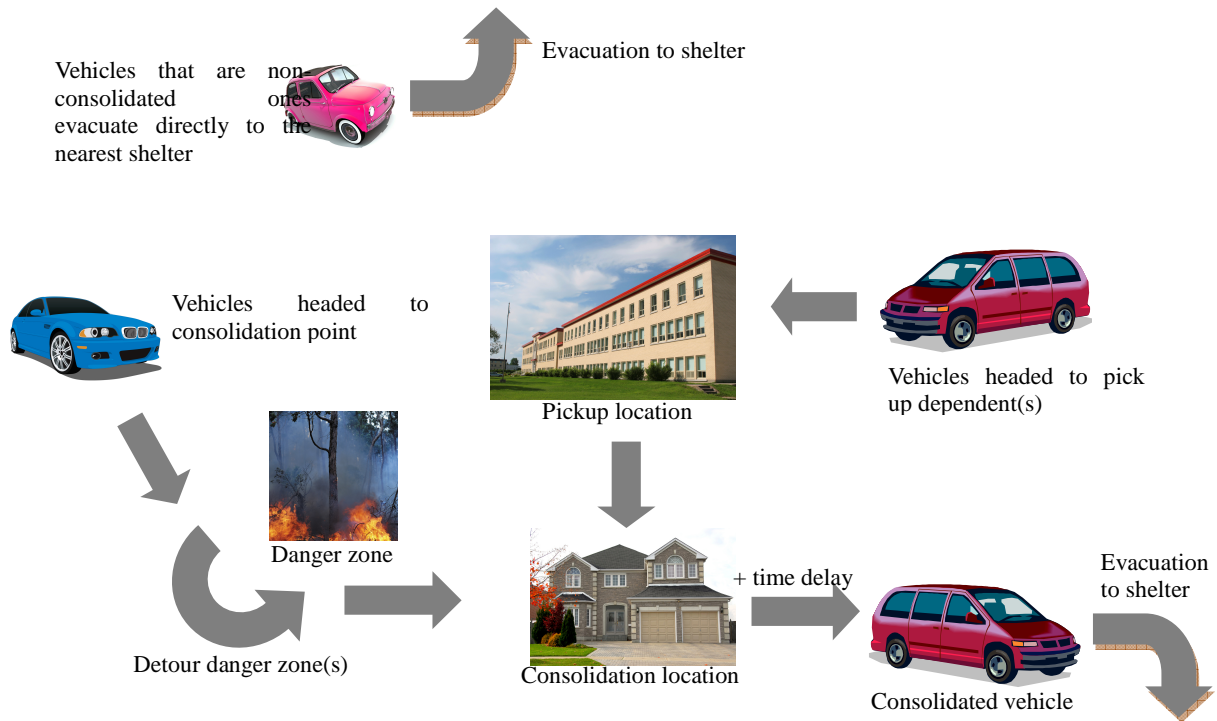 Evacuation to shelter
Vehicles that are non-
consolidated ones
evacuate directly to the
nearest shelter
Vehicles headed to
consolidation point
Pickup location
Vehicles headed to pick
up dependent(s)
Danger zone
Detour danger zone(s)
Consolidation location
+ time delay
Consolidated vehicle
Evacuation
to shelter